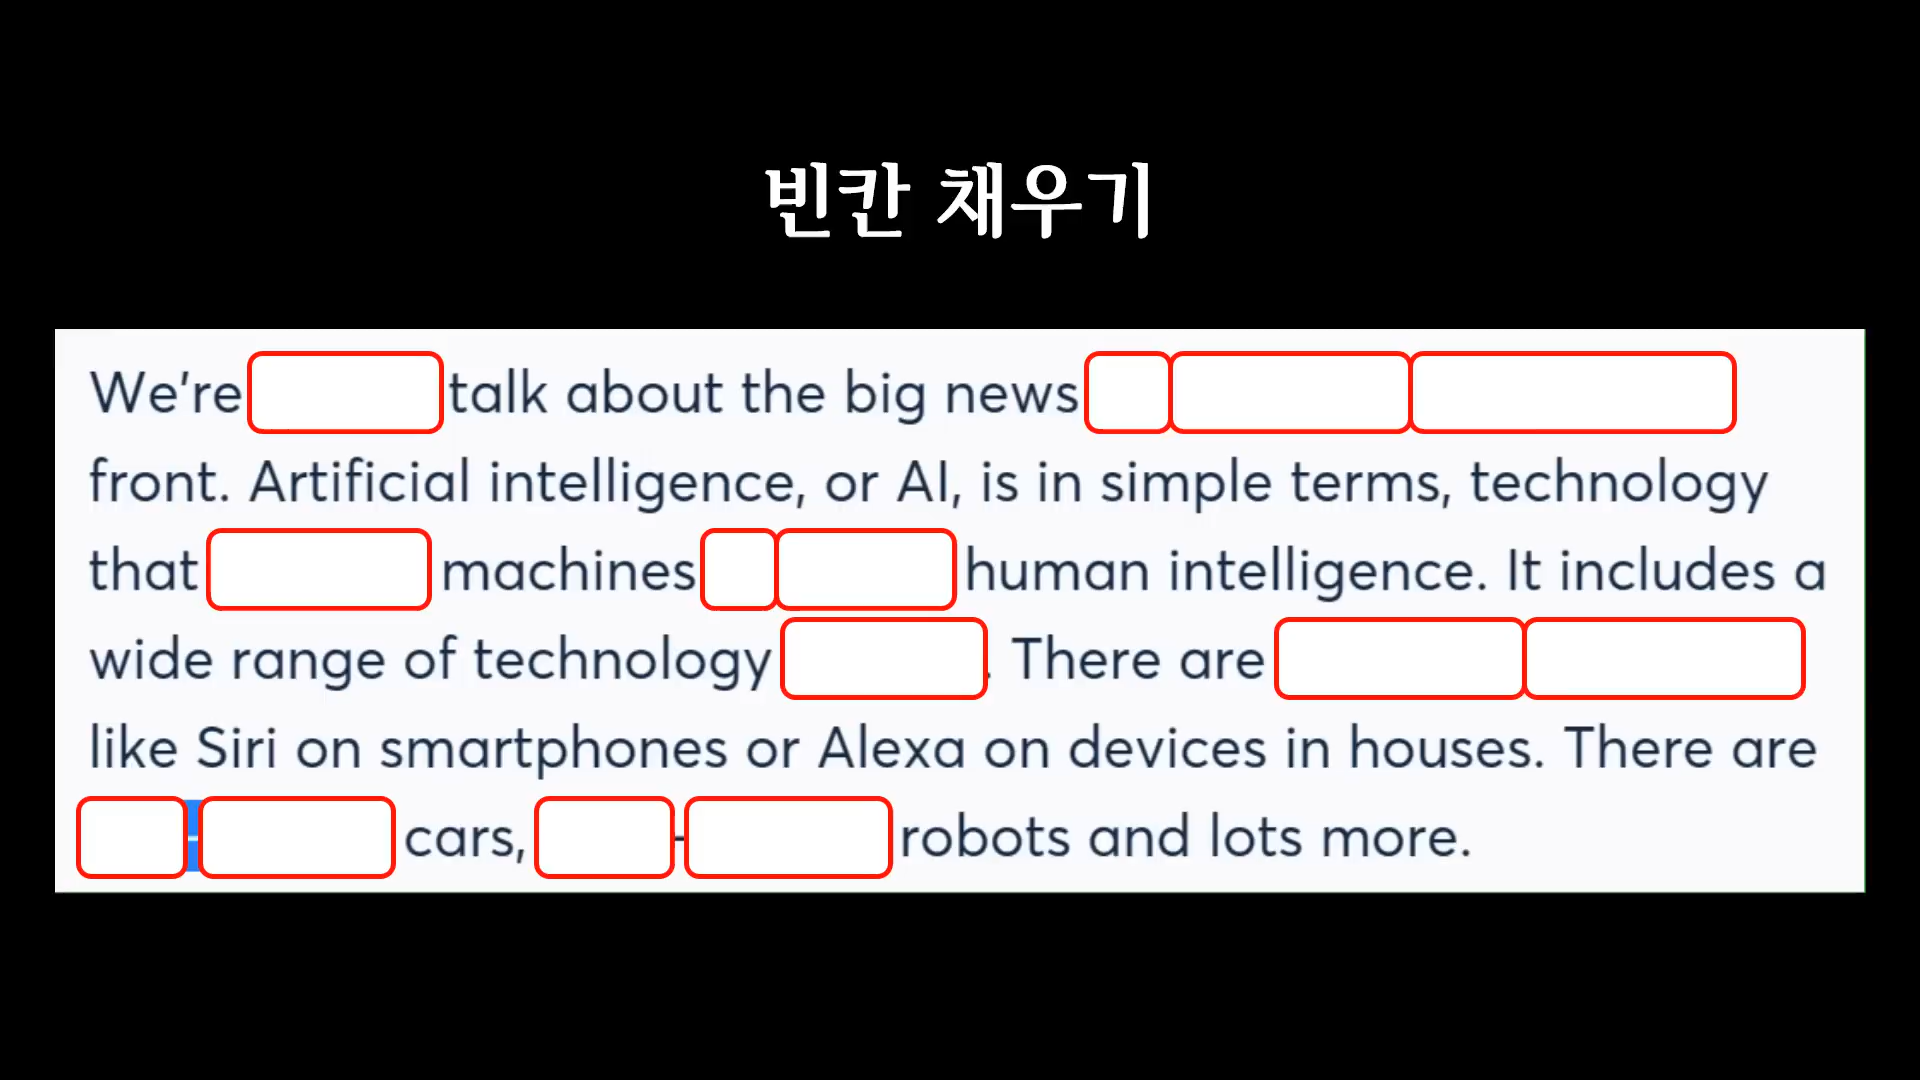 빈칸 채우기
We're talk about the big news
front. Artificial intelligence, or AI, is in simple terms, technology
that machines human intelligence. It includes a
wide range of technology . There are
like Siri on smartphones or Alexa on devices in houses. There are
- cars, - robots and lots more.